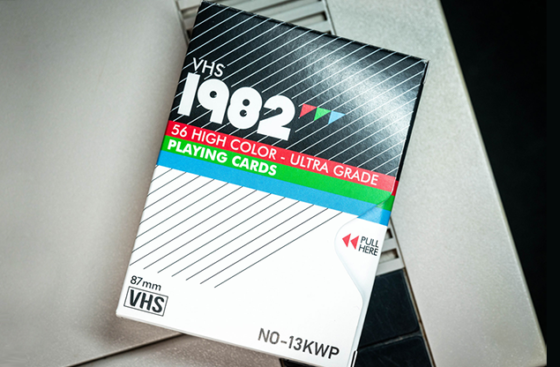 VHS
1982
56 HIGH COLOR - ULTRA GRADE
PLAYING CARDS
PULL
HERE
87mm
VHS
NO-13KWP